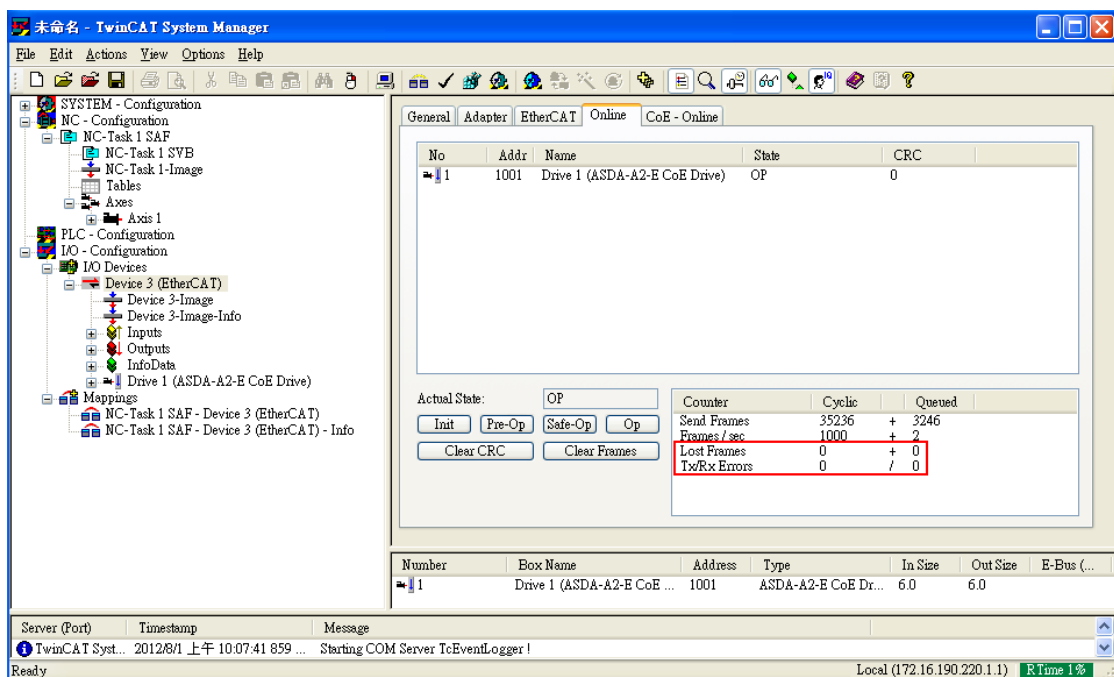 未命名 - TwinCAT System Manager
File Edit Actions View Options Help
SYSTEM - Configuration
NC - Configuration
NC-Task 1 SAF
NC-Task 1 SVB
NC-Task 1-Image
Tables
Axes
Axis 1
PLC - Configuration
I/O - Configuration
I/O Devices
Device 3 (EtherCAT)
Device 3-Image
Device 3-Image-Info
Inputs
Outputs
InfoData
Drive 1 (ASDA-A2-E CoE Drive)
Mappings
NC-Task 1 SAF - Device 3 (EtherCAT)
NC-Task 1 SAF - Device 3 (EtherCAT) - Info
General Adapter EtherCAT Online CoE - Online
No Addr Name State CRC
1 1001 Drive 1 (ASDA-A2-E CoE Drive) OP 0
Actual State: OP
Init Pre-Op Safe-Op Op
Clear CRC Clear Frames
Counter Cyclic Queued
Send Frames 35236 + 3246
Frames / sec 1000 + 2
Lost Frames 0 + 0
Tx/Rx Errors 0 / 0
Number Box Name Address Type In Size Out Size E-Bus (...
1 Drive 1 (ASDA-A2-E CoE ... 1001 ASDA-A2-E CoE Dr... 6.0 6.0
Server (Port) Timestamp Message
TwinCAT Syst... 2012/8/1 上午 10:07:41 859 ... Starting COM Server TcEventLogger !
Ready Local (172.16.190.220.1.1) RTime 1%